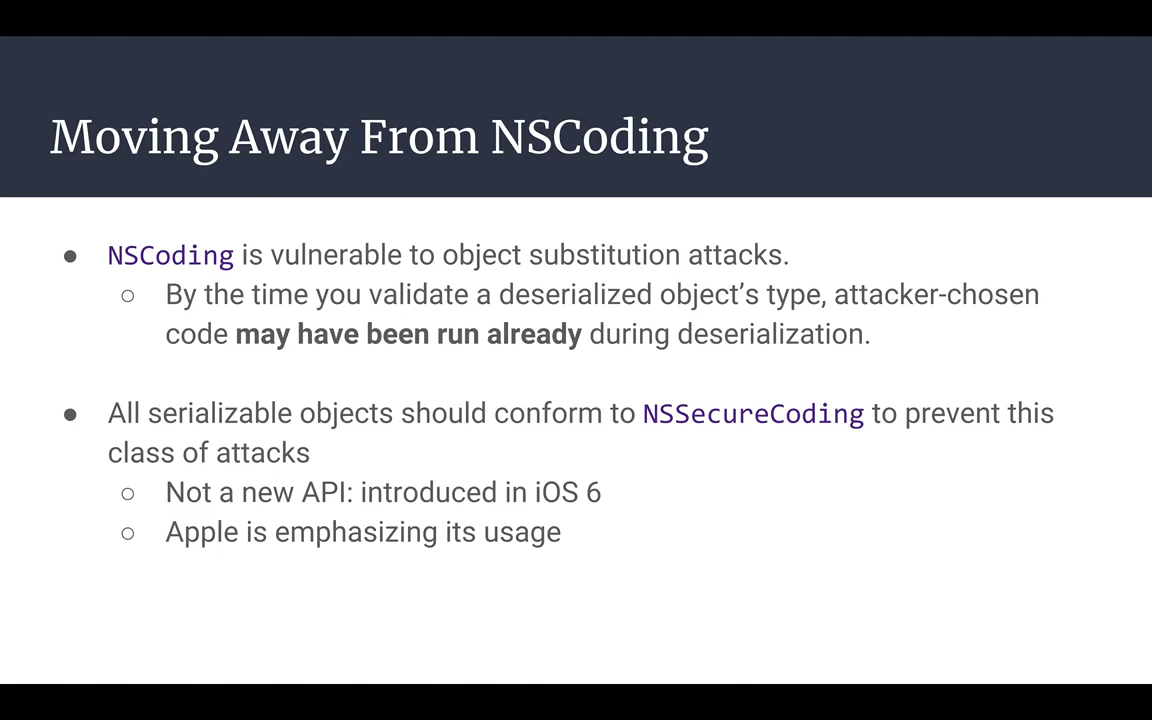 Moving Away From NSCoding
● NSCoding is vulnerable to object substitution attacks.
○ By the time you validate a deserialized object’s type, attacker-chosen
code may have been run already during deserialization.
● All serializable objects should conform to NSSecureCoding to prevent this
class of attacks
○ Not a new API: introduced in iOS 6
○ Apple is emphasizing its usage